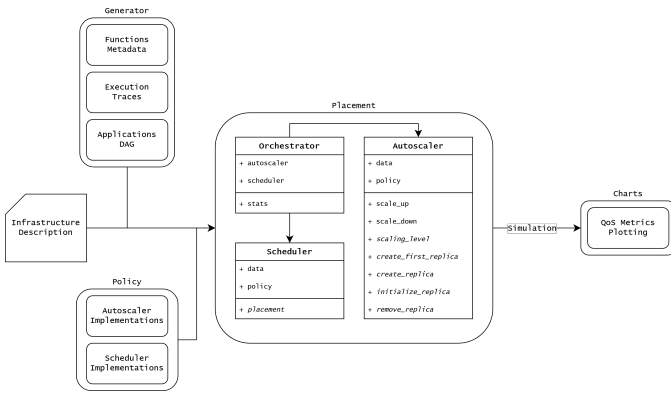 Generator
Functions
Metadata
Execution
Traces
Applications
DAG
Infrastructure
Description
Policy
Autoscaler
Implementations
Scheduler
Implementations
Placement
Orchestrator
+ autoscaler
+ scheduler
+ stats
Scheduler
+ data
+ policy
+ placement
Autoscaler
+ data
+ policy
+ scale_up
+ scale_down
+ scaling_level
+ create_first_replica
+ create_replica
+ initialize_replica
+ remove_replica
Simulation
Charts
QoS Metrics
Plotting